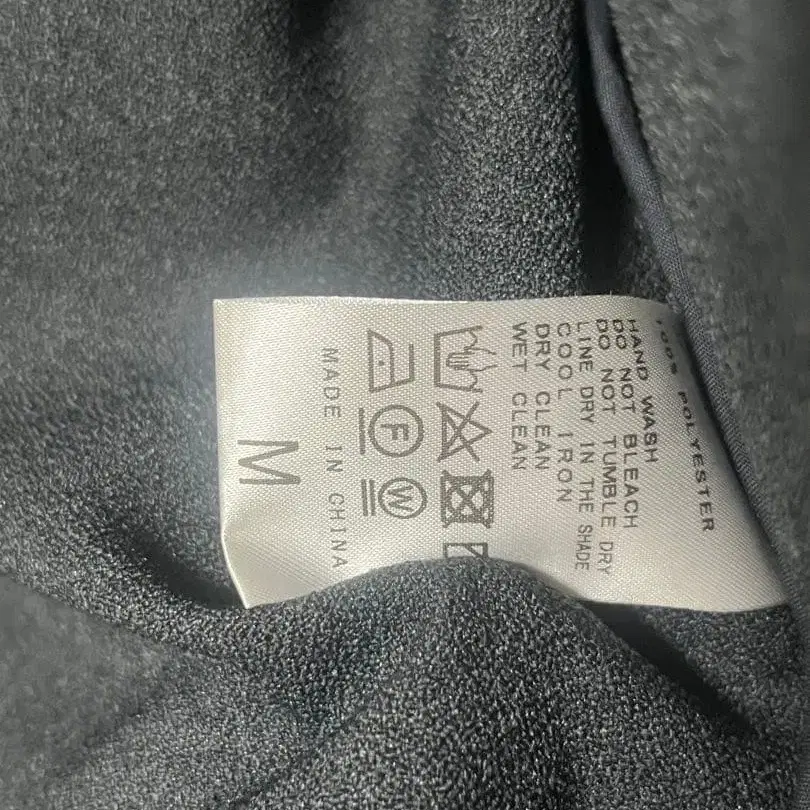 100% POLYESTER
HAND WASH
DO NOT BLEACH
DO NOT TUMBLE DRY
LINE DRY IN THE SHADE
COOL IRON
DRY CLEAN
WET CLEAN
F
W
MADE IN CHINA
M